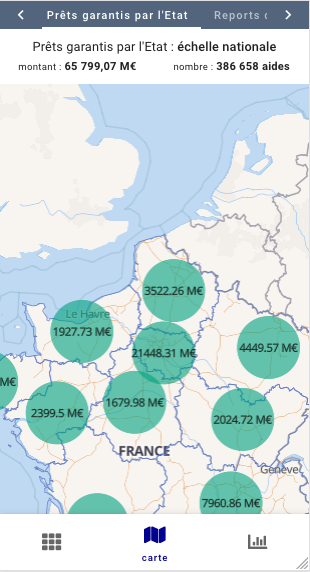 Prêts garantis par l'Etat Reports c
Prêts garantis par l'Etat : échelle nationale
montant : 65 799,07 M€ nombre : 386 658 aides
3522.26 M€
Le Havre
1927.73 M€
21448.31 M€
4449.57 M€
M€
1679.98 M€
2399.5 M€
2024.72 M€
FRANCE
Genève
7960.86 M€
carte